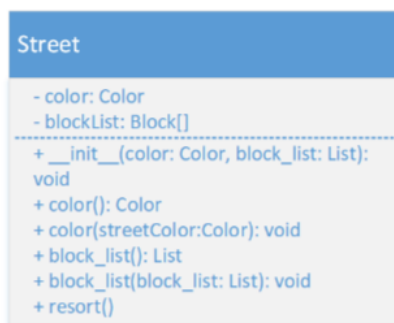 Street
- color: Color
- blockList: Block[]
+ __init__(color: Color, block_list: List):
void
+ color(): Color
+ color(streetColor:Color): void
+ block_list(): List
+ block_list(block_list: List): void
+ resort()